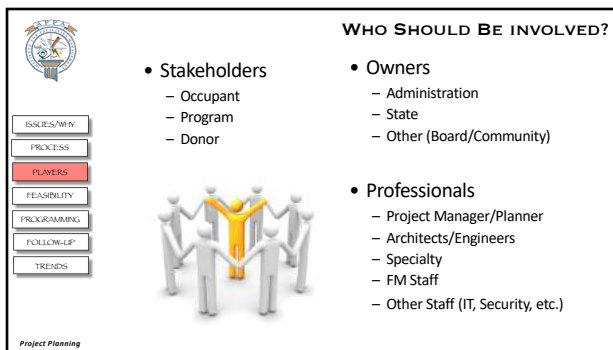 WHO SHOULD BE INVOLVED?
APPA
ISSUES/WHY
PROCESS
PLAYERS
FEASIBILITY
PROGRAMMING
FOLLOW-UP
TRENDS
• Stakeholders
– Occupant
– Program
– Donor
• Owners
– Administration
– State
– Other (Board/Community)
• Professionals
– Project Manager/Planner
– Architects/Engineers
– Specialty
– FM Staff
– Other Staff (IT, Security, etc.)
Project Planning